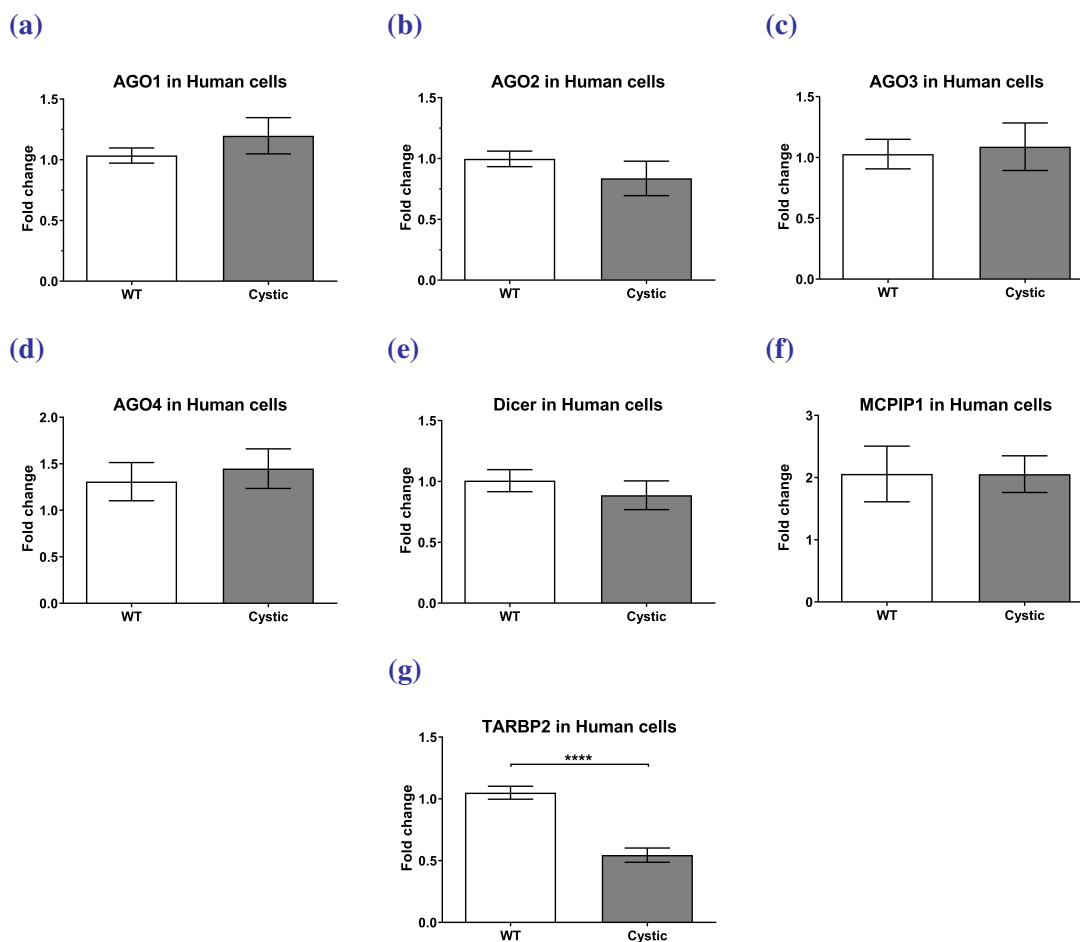 (a)
AGO1 in Human cells
Fold change
1.5
1.0
0.5
0.0
WT
Cystic
(b)
AGO2 in Human cells
Fold change
1.5
1.0
0.5
0.0
WT
Cystic
(c)
AGO3 in Human cells
Fold change
1.5
1.0
0.5
0.0
WT
Cystic
(d)
AGO4 in Human cells
Fold change
2.0
1.5
1.0
0.5
0.0
WT
Cystic
(e)
Dicer in Human cells
Fold change
1.5
1.0
0.5
0.0
WT
Cystic
(f)
MCPIP1 in Human cells
Fold change
3
2
1
0
WT
Cystic
(g)
TARBP2 in Human cells
Fold change
1.5
1.0
0.5
0.0
****
WT
Cystic